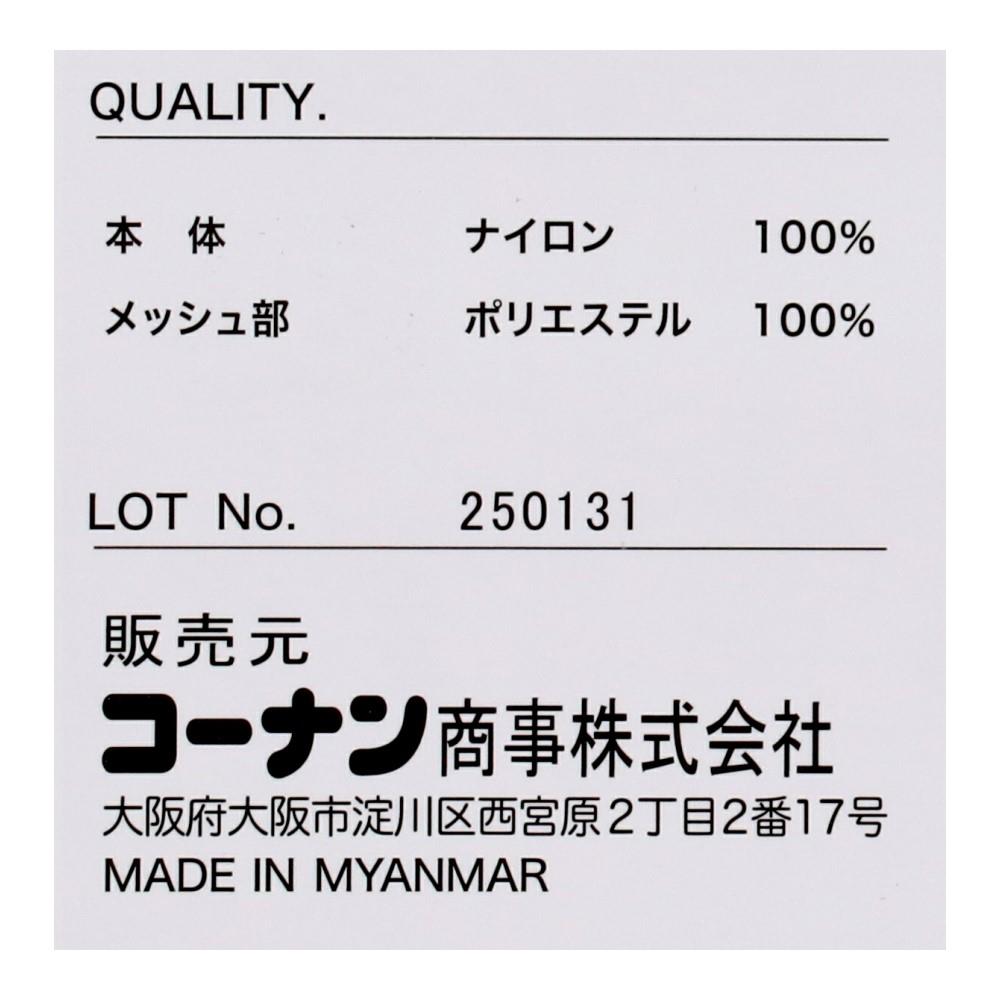 QUALITY.
本　体　ナイロン　100%
メッシュ部　ポリエステル　100%
LOT No.　250131
販売元
コーナン商事株式会社
大阪府大阪市淀川区西宮原2丁目2番17号
MADE IN MYANMAR